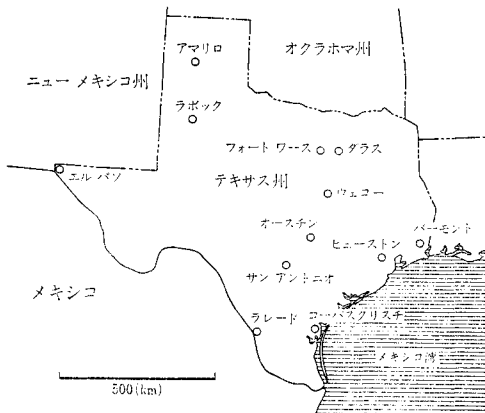 アマリロ
オクラホマ州
ニュー メキシコ州
ラボック
フォート ワース
ダラス
エル パソ
テキサス州
ウェコー
オースチン
バーモント
ヒューストン
サン アントニオ
メキシコ
ラレード
コーパスクリスチ
メキシコ湾
500(km)